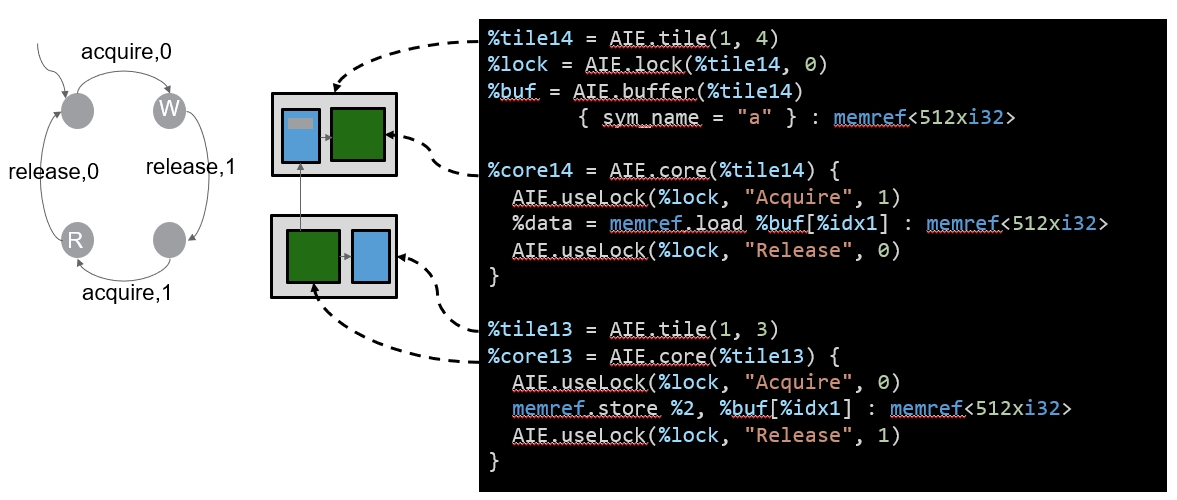 acquire,0
W
release,0
release,1
R
acquire,1
%tile14 = AIE.tile(1, 4)
%lock = AIE.lock(%tile14, 0)
%buf = AIE.buffer(%tile14)
{ sym_name = "a" } : memref<512xi32>
%core14 = AIE.core(%tile14) {
AIE.useLock(%lock, "Acquire", 1)
%data = memref.load %buf[%idx1] : memref<512xi32>
AIE.useLock(%lock, "Release", 0)
}
%tile13 = AIE.tile(1, 3)
%core13 = AIE.core(%tile13) {
AIE.useLock(%lock, "Acquire", 0)
memref.store %2, %buf[%idx1] : memref<512xi32>
AIE.useLock(%lock, "Release", 1)
}